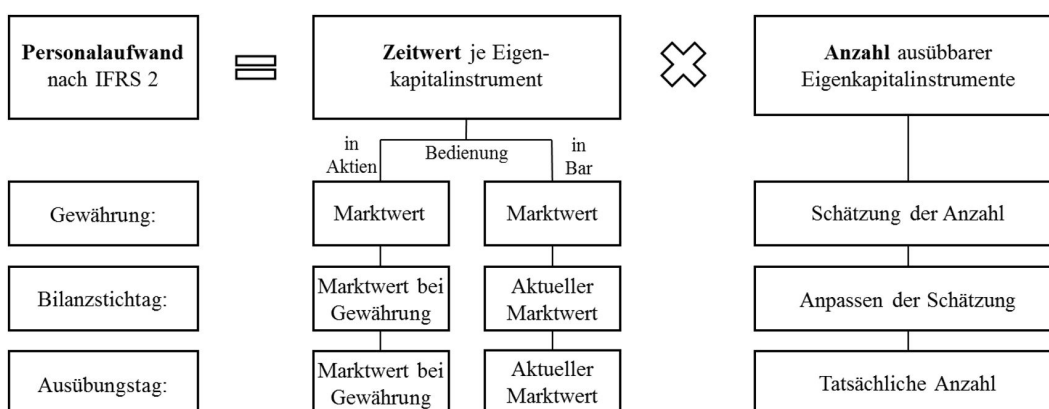 Personalaufwand
nach IFRS 2
Zeitwert je Eigen-
kapitalinstrument
Anzahl ausübbarer
Eigenkapitalinstrumente
in
Aktien
Bedienung
in
Bar
Gewährung:
Marktwert
Marktwert
Schätzung der Anzahl
Bilanzstichtag:
Marktwert bei
Gewährung
Aktueller
Marktwert
Anpassen der Schätzung
Ausübungstag:
Marktwert bei
Gewährung
Aktueller
Marktwert
Tatsächliche Anzahl